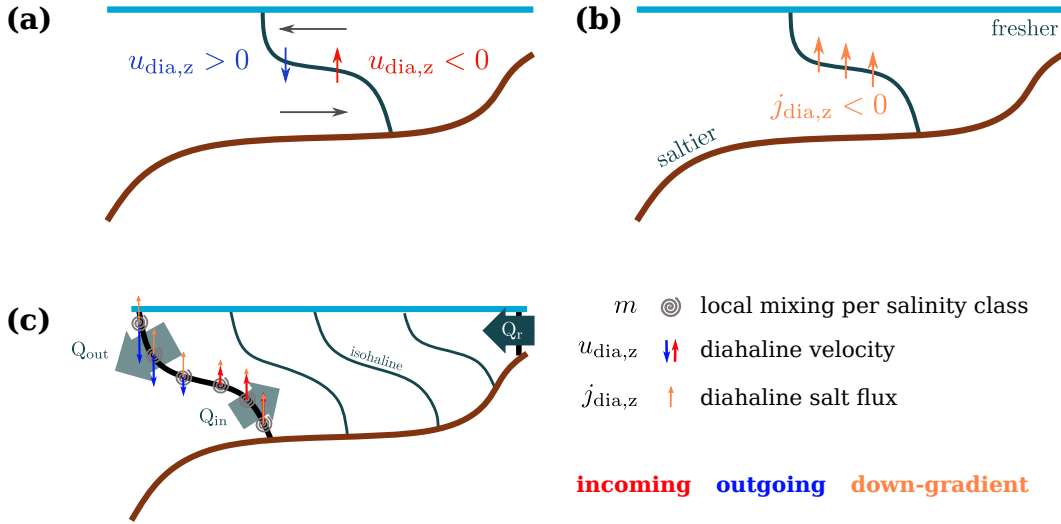 (a)
u_dia,z > 0
u_dia,z < 0
(b)
fresher
j_dia,z < 0
saltier
(c)
Q_out
Q_in
isohaline
Q_r
m local mixing per salinity class
u_dia,z diahaline velocity
j_dia,z diahaline salt flux
incoming outgoing down-gradient